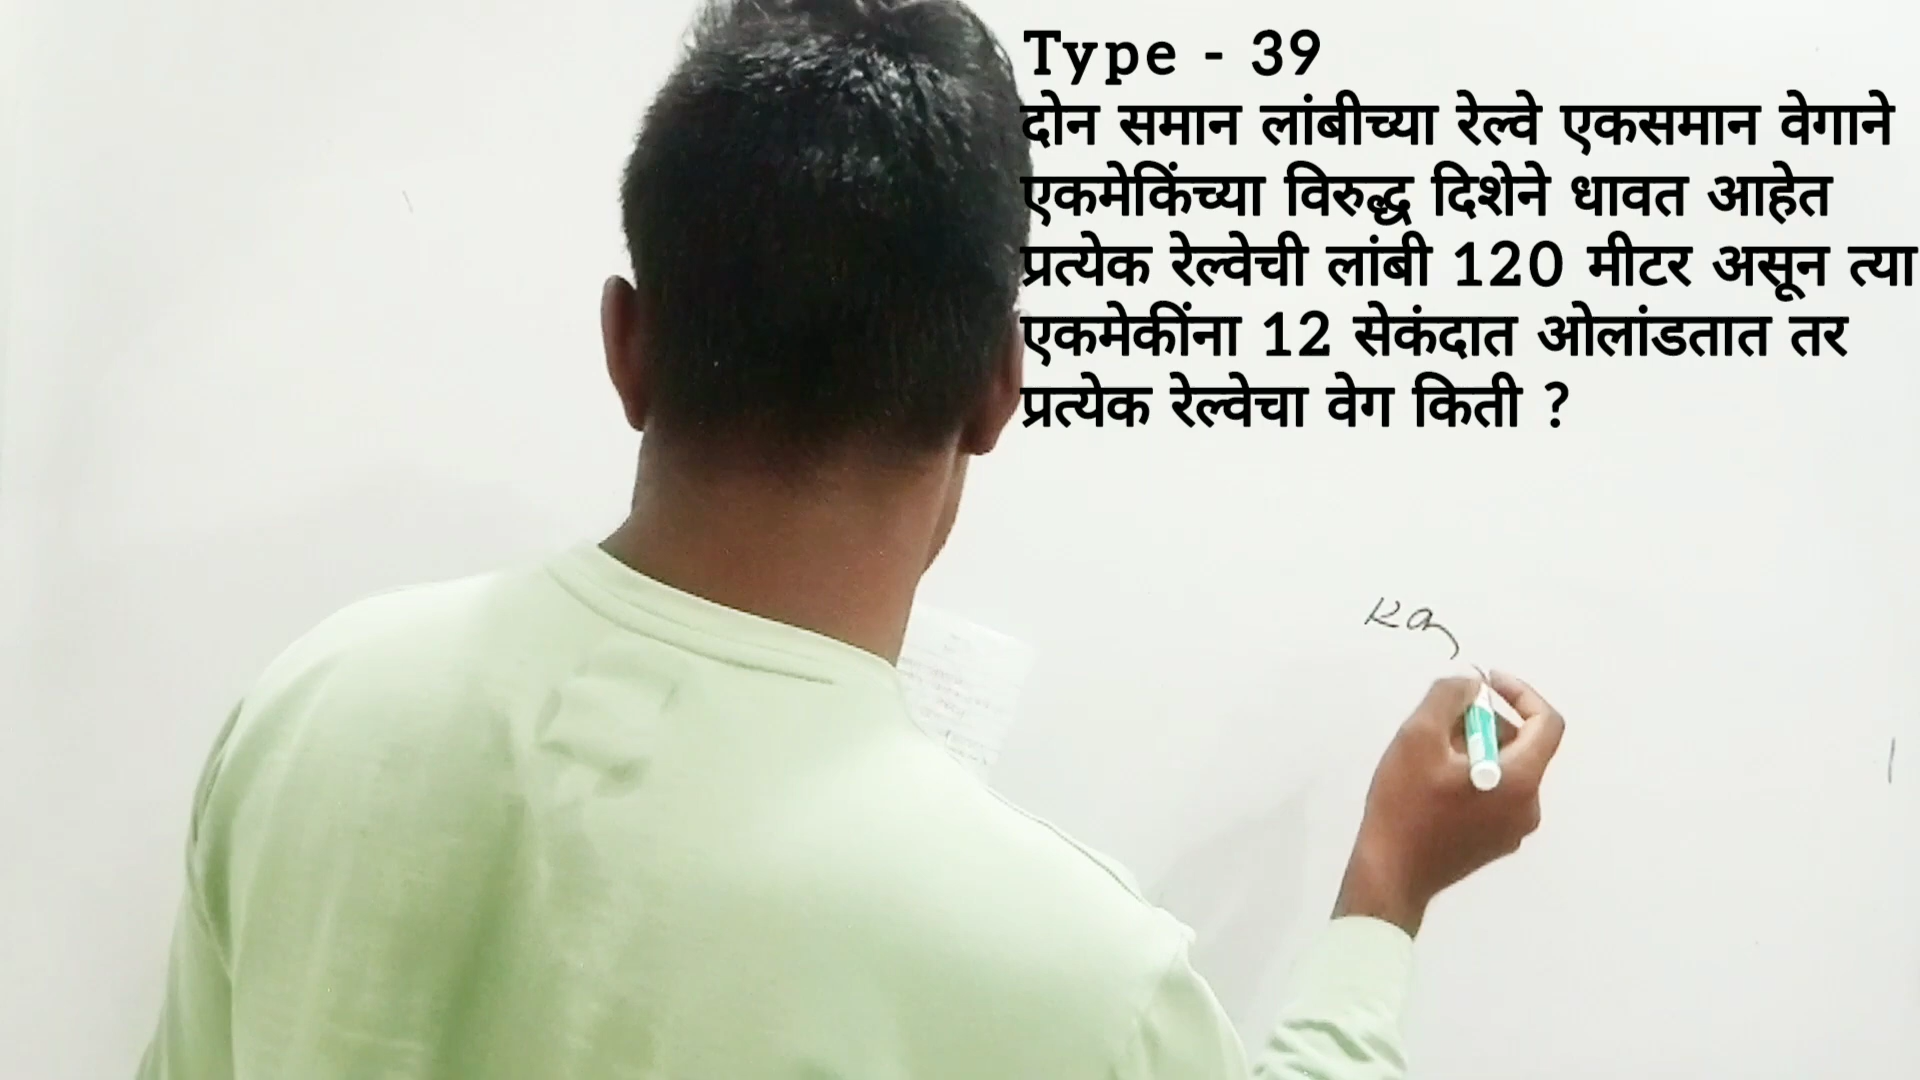 Type - 39
दोन समान लांबीच्या रेल्वे एकसमान वेगाने
एकमेकिंच्या विरुद्ध दिशेने धावत आहेत
प्रत्येक रेल्वेची लांबी 120 मीटर असून त्या
एकमेकींना 12 सेकंदात ओलांडतात तर
प्रत्येक रेल्वेचा वेग किती ?